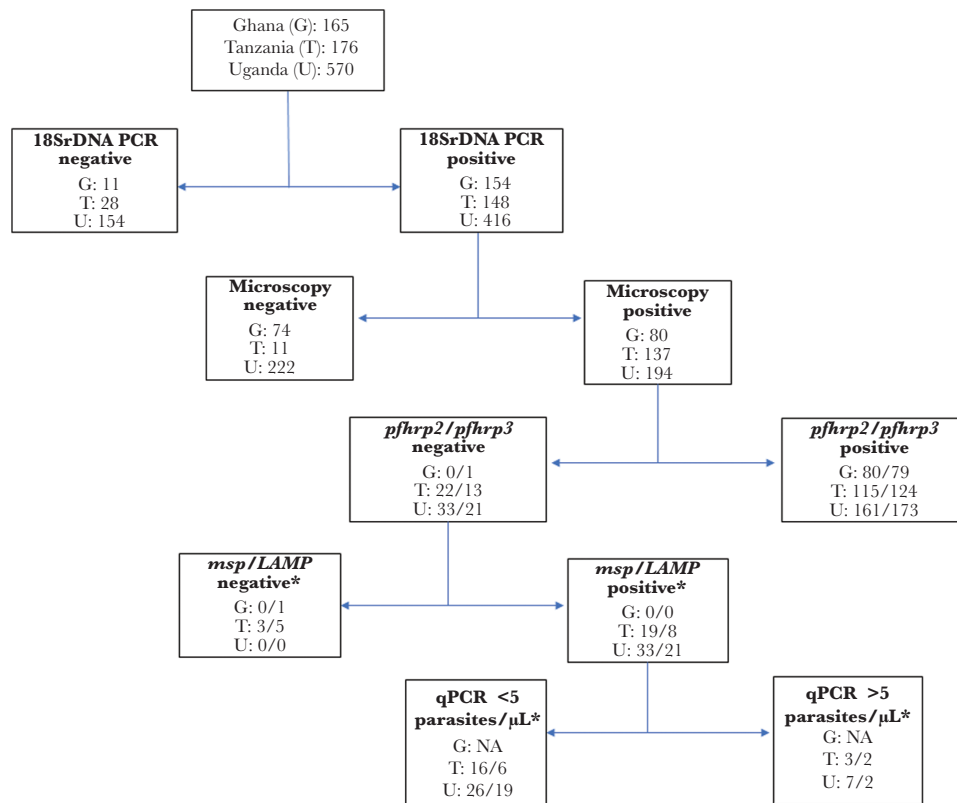 Ghana (G): 165
Tanzania (T): 176
Uganda (U): 570
18SrDNA PCR
negative
G: 11
T: 28
U: 154
18SrDNA PCR
positive
G: 154
T: 148
U: 416
Microscopy
negative
G: 74
T: 11
U: 222
Microscopy
positive
G: 80
T: 137
U: 194
pfhrp2/pfhrp3
negative
G: 0/1
T: 22/13
U: 33/21
pfhrp2/pfhrp3
positive
G: 80/79
T: 115/124
U: 161/173
msp/LAMP
negative*
G: 0/1
T: 3/5
U: 0/0
msp/LAMP
positive*
G: 0/0
T: 19/8
U: 33/21
qPCR <5
parasites/µL*
G: NA
T: 16/6
U: 26/19
qPCR >5
parasites/µL*
G: NA
T: 3/2
U: 7/2